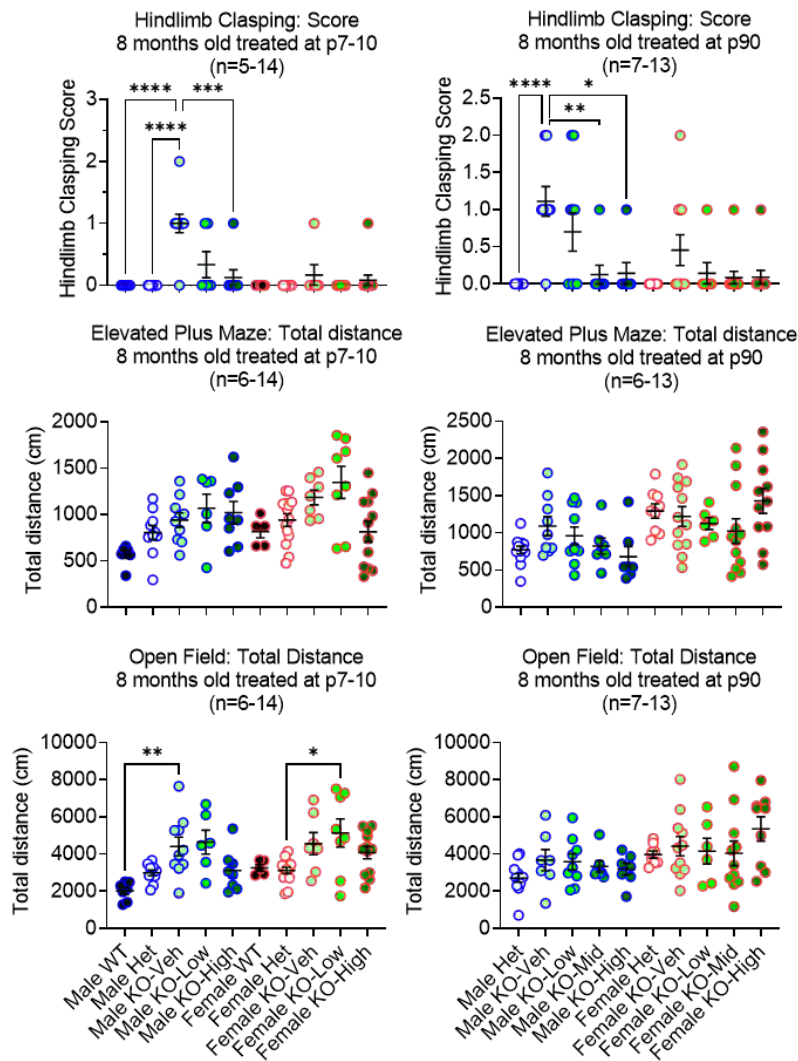 Hindlimb Clasping: Score
8 months old treated at p7-10
(n=5-14)
Hindlimb Clasping Score
3
2
1
0
****
***
****
Hindlimb Clasping: Score
8 months old treated at p90
(n=7-13)
Hindlimb Clasping Score
2.5
2.0
1.5
1.0
0.5
0.0
****
*
**
Elevated Plus Maze: Total distance
8 months old treated at p7-10
(n=6-14)
Total distance (cm)
2000
1500
1000
500
0
Elevated Plus Maze: Total distance
8 months old treated at p90
(n=6-13)
Total distance (cm)
2500
2000
1500
1000
500
0
Open Field: Total Distance
8 months old treated at p7-10
(n=6-14)
Total distance (cm)
10000
8000
6000
4000
2000
0
**
*
Male WT
Male Het
Male KO-Veh
Male KO-Low
Male KO-High
Female WT
Female Het
Female KO-Veh
Female KO-Low
Female KO-High
Open Field: Total Distance
8 months old treated at p90
(n=7-13)
Total distance (cm)
10000
8000
6000
4000
2000
0
Male Het
Male KO-Veh
Male KO-Low
Male KO-Mid
Male KO-High
Female Het
Female KO-Veh
Female KO-Low
Female KO-Mid
Female KO-High